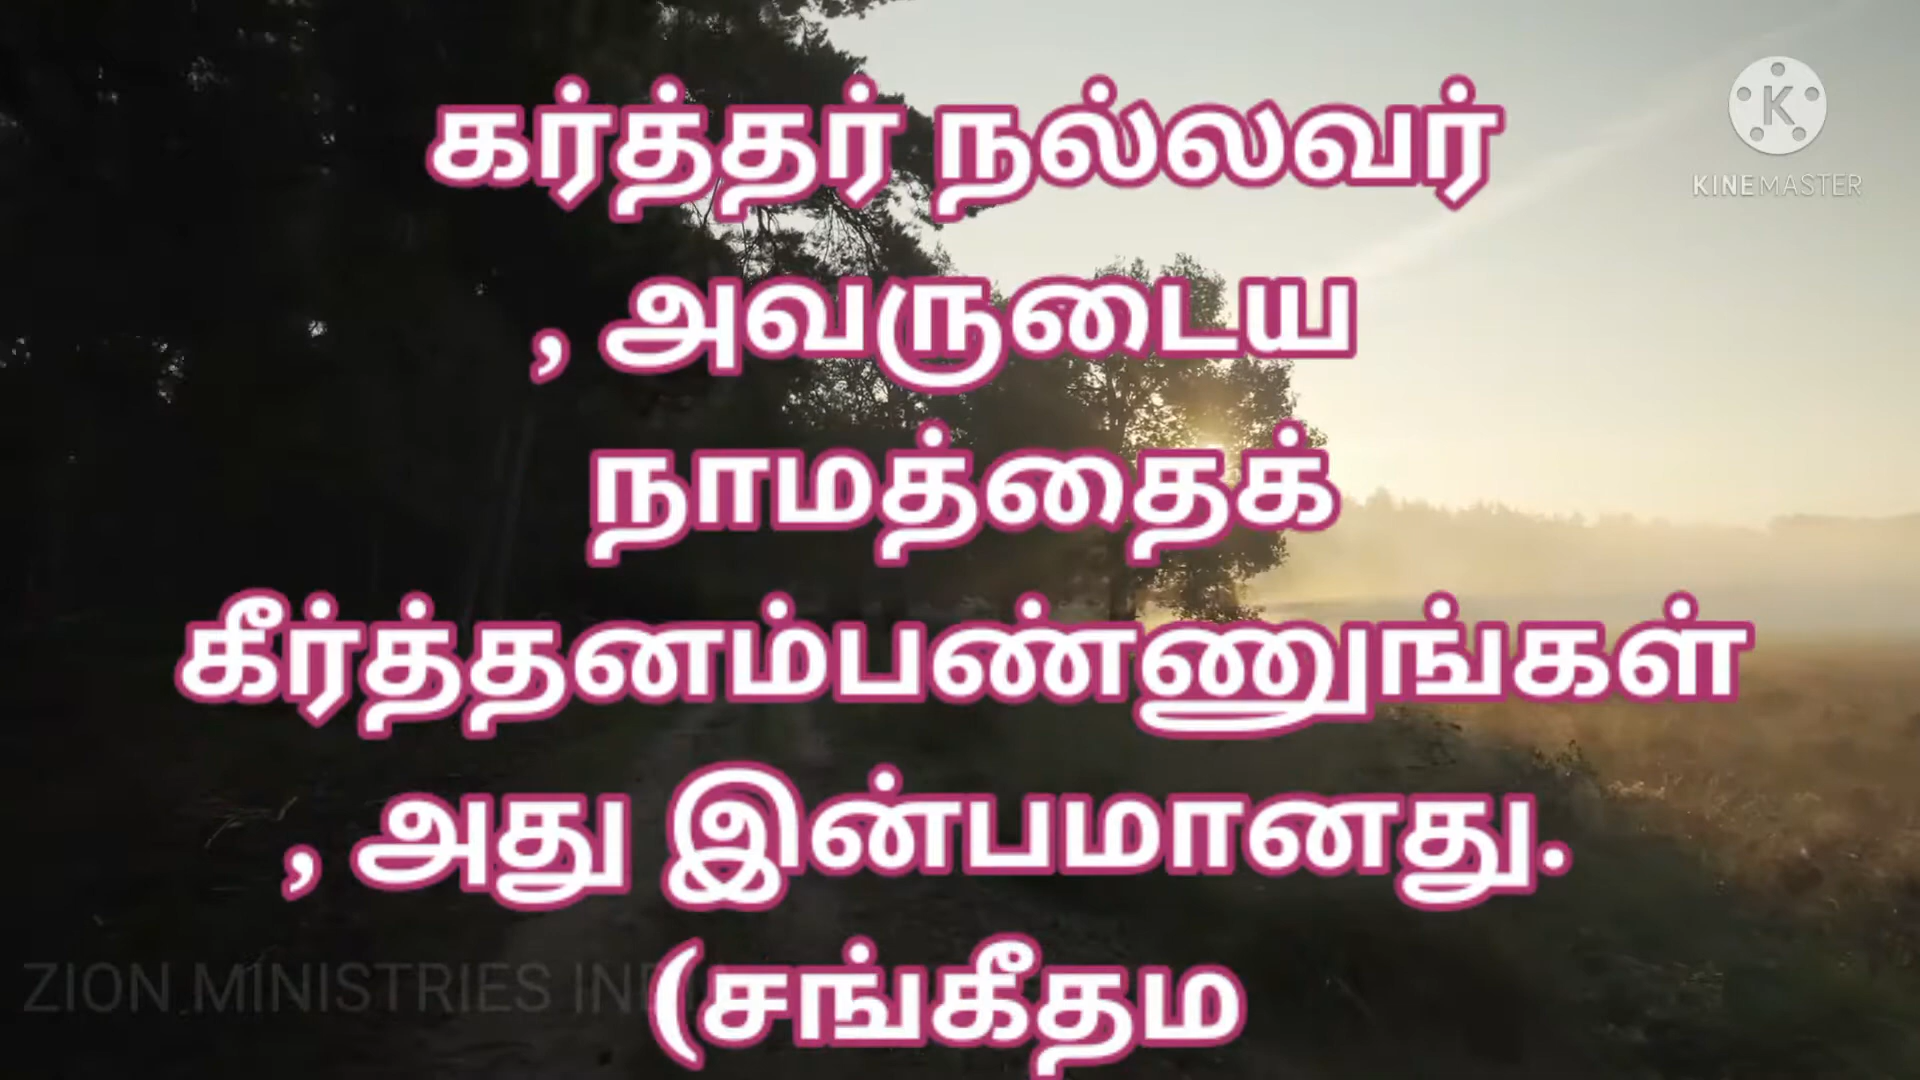 கர்த்தர் நல்லவர்
, அவருடைய
நாமத்தைக்
கீர்த்தனம்பண்ணுங்கள்
, அது இன்பமானது.
(சங்கீதம
KINEMASTER
ZION MINISTRIES